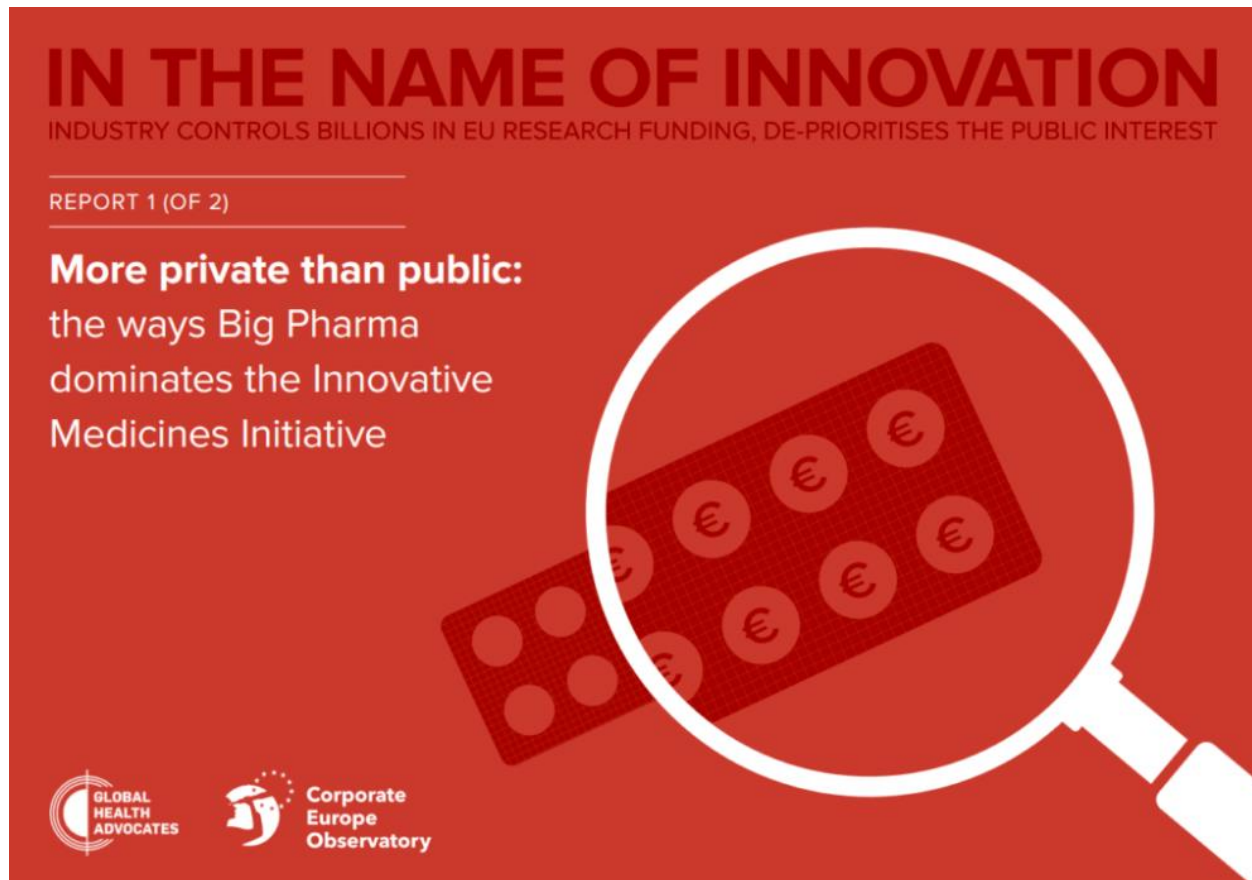 IN THE NAME OF INNOVATION
INDUSTRY CONTROLS BILLIONS IN EU RESEARCH FUNDING, DE-PRIORITISES THE PUBLIC INTEREST
REPORT 1 (OF 2)
More private than public:
the ways Big Pharma
dominates the Innovative
Medicines Initiative
€ € € €
€
€ € € €
€
GLOBAL
HEALTH
ADVOCATES
Corporate
Europe
Observatory